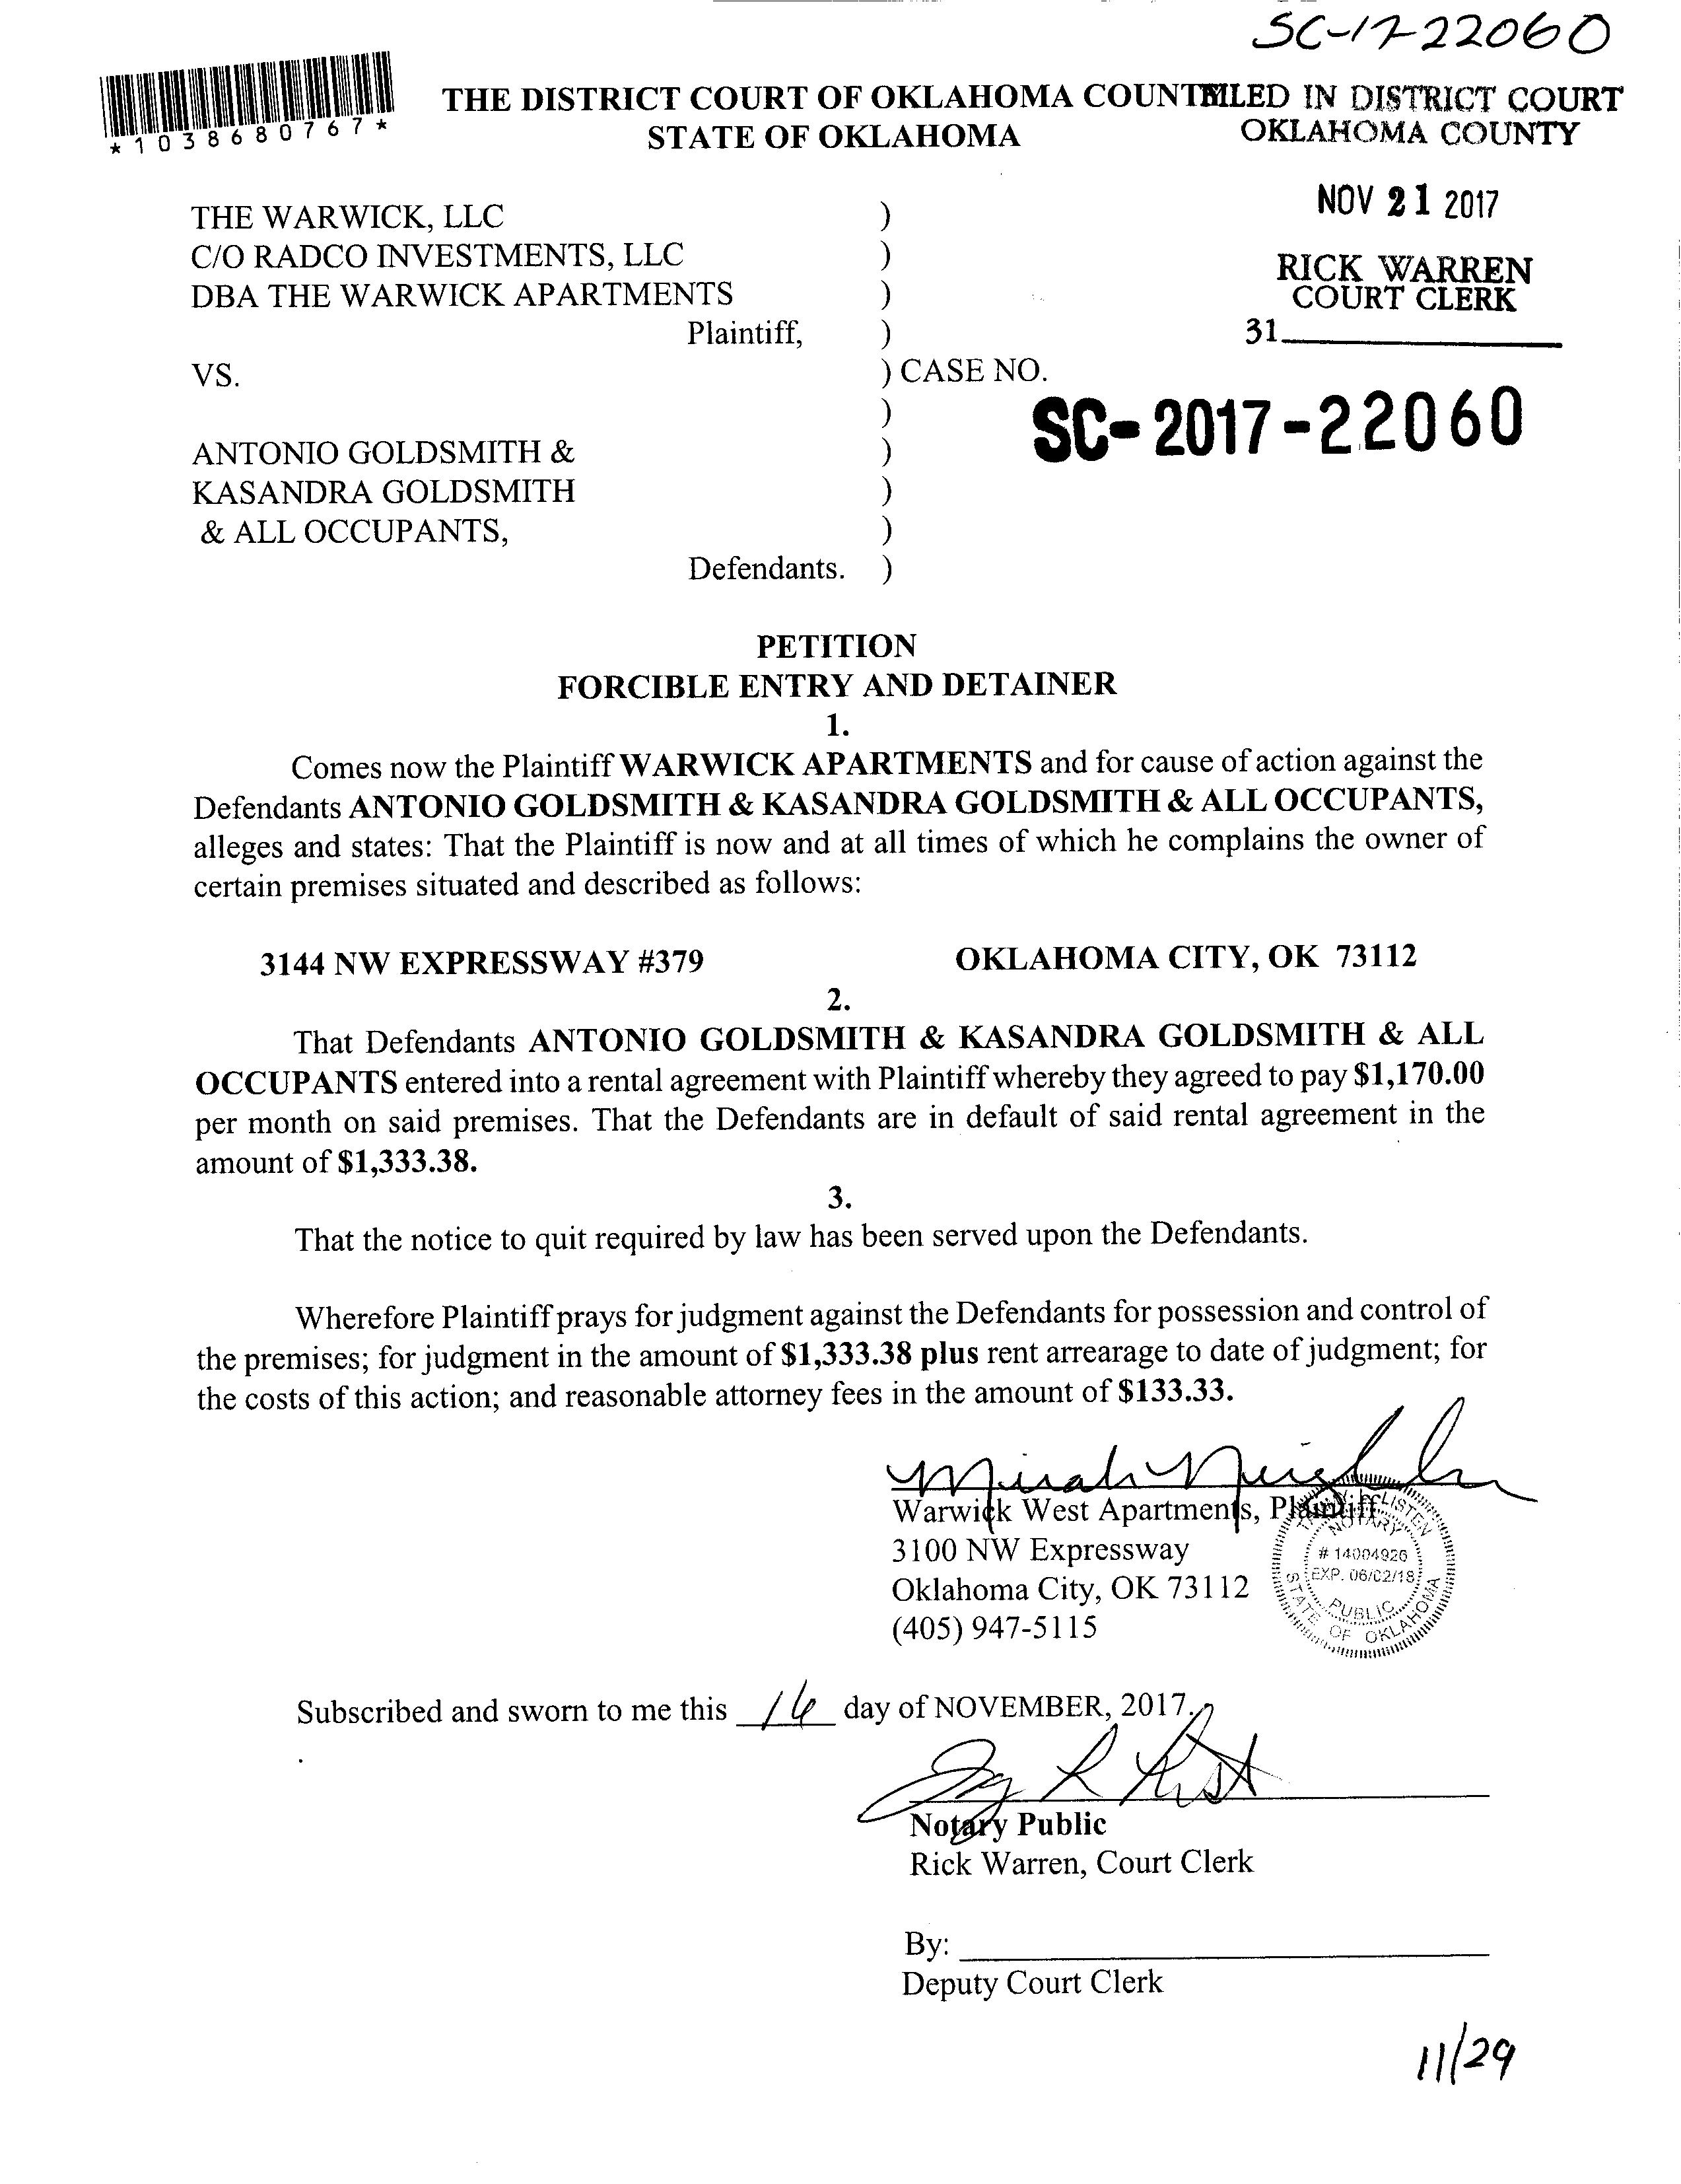 SC-17-22060
*1038680767*
THE DISTRICT COURT OF OKLAHOMA COUNTY
STATE OF OKLAHOMA
FILED IN DISTRICT COURT
OKLAHOMA COUNTY
NOV 21 2017
RICK WARREN
COURT CLERK
31
THE WARWICK, LLC )
C/O RADCO INVESTMENTS, LLC )
DBA THE WARWICK APARTMENTS )
Plaintiff, )
VS. ) CASE NO.
)
SC-2017-22060
ANTONIO GOLDSMITH & )
KASANDRA GOLDSMITH )
& ALL OCCUPANTS, )
Defendants. )
PETITION
FORCIBLE ENTRY AND DETAINER
1.
Comes now the Plaintiff WARWICK APARTMENTS and for cause of action against the
Defendants ANTONIO GOLDSMITH & KASANDRA GOLDSMITH & ALL OCCUPANTS,
alleges and states: That the Plaintiff is now and at all times of which he complains the owner of
certain premises situated and described as follows:
3144 NW EXPRESSWAY #379 OKLAHOMA CITY, OK 73112
2.
That Defendants ANTONIO GOLDSMITH & KASANDRA GOLDSMITH & ALL
OCCUPANTS entered into a rental agreement with Plaintiff whereby they agreed to pay $1,170.00
per month on said premises. That the Defendants are in default of said rental agreement in the
amount of $1,333.38.
3.
That the notice to quit required by law has been served upon the Defendants.
Wherefore Plaintiff prays for judgment against the Defendants for possession and control of
the premises; for judgment in the amount of $1,333.38 plus rent arrearage to date of judgment; for
the costs of this action; and reasonable attorney fees in the amount of $133.33.
Warwick West Apartments, Plaintiff
3100 NW Expressway
Oklahoma City, OK 73112
(405) 947-5115
NOTARY
# 14004926
EXP. 06/02/18
PUBLIC
STATE OF OKLAHOMA
Subscribed and sworn to me this 16 day of NOVEMBER, 2017.
.
Notary Public
Rick Warren, Court Clerk
By:
Deputy Court Clerk
11/29